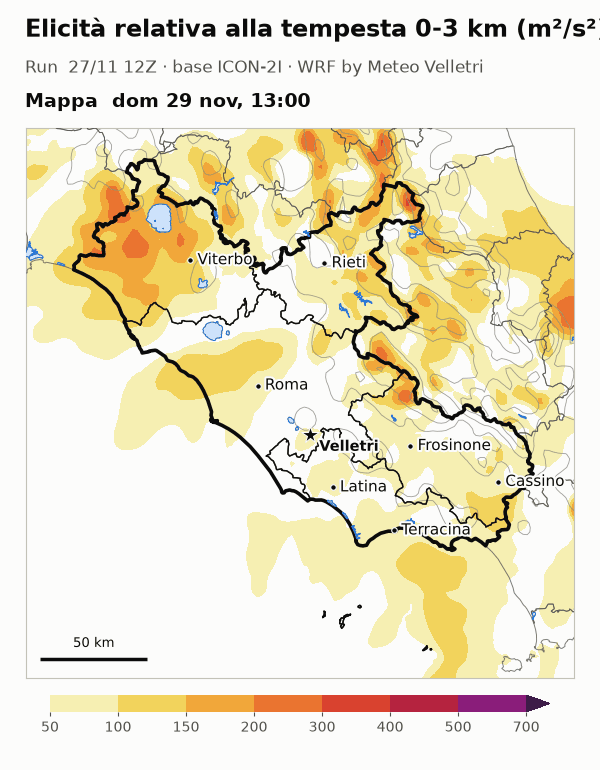 Elicità relativa alla tempesta 0-3 km (m²/s²)
Run 27/11 12Z · base ICON-2I · WRF by Meteo Velletri
Mappa dom 29 nov, 13:00
Viterbo
Rieti
Roma
Velletri
Frosinone
Latina
Cassino
Terracina
50 km
50 100 150 200 300 400 500 700